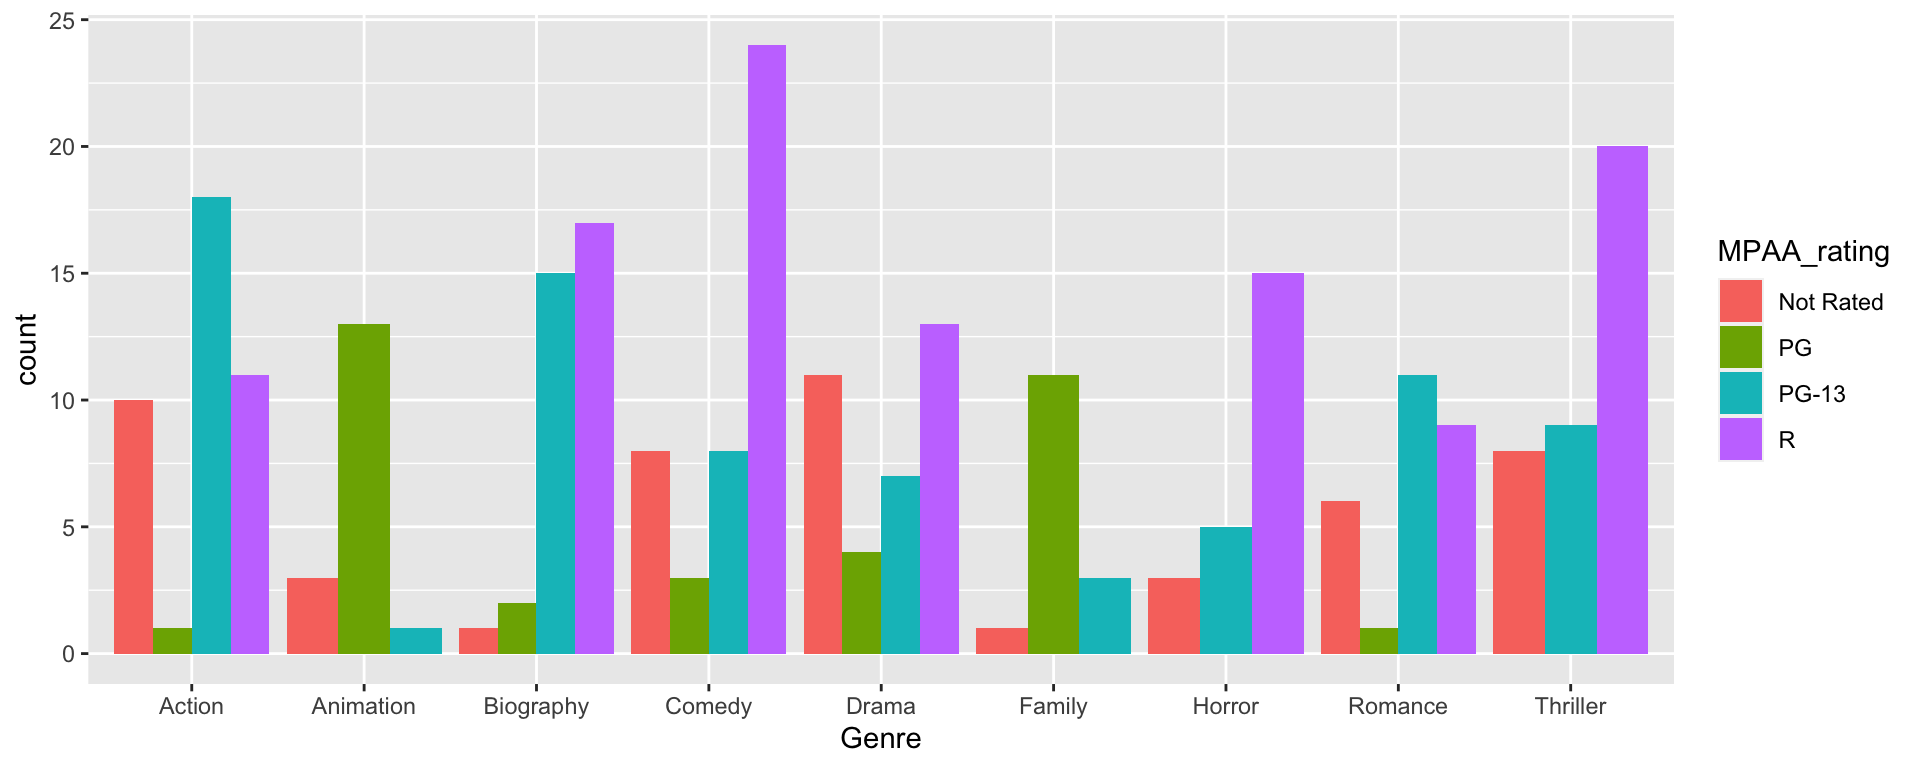 25
20
15
10
5
0
count
Action Animation Biography Comedy Drama Family Horror Romance Thriller
Genre
MPAA_rating
Not Rated
PG
PG-13
R